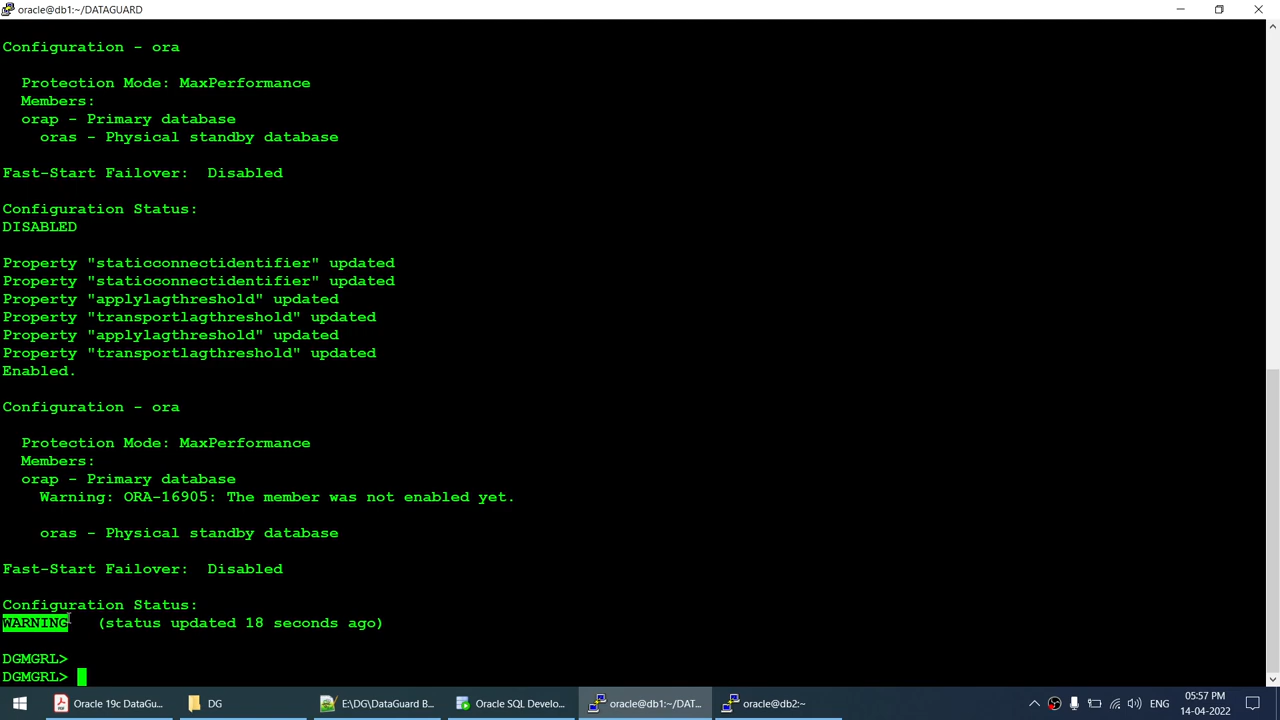 oracle@db1:~/DATAGUARD
Configuration - ora
Protection Mode: MaxPerformance
Members:
orap - Primary database
oras - Physical standby database
Fast-Start Failover:  Disabled
Configuration Status:
DISABLED
Property "staticconnectidentifier" updated
Property "staticconnectidentifier" updated
Property "applylagthreshold" updated
Property "transportlagthreshold" updated
Property "applylagthreshold" updated
Property "transportlagthreshold" updated
Enabled.
Configuration - ora
Protection Mode: MaxPerformance
Members:
orap - Primary database
Warning: ORA-16905: The member was not enabled yet.
oras - Physical standby database
Fast-Start Failover:  Disabled
Configuration Status:
WARNING   (status updated 18 seconds ago)
DGMGRL>
DGMGRL>
Oracle 19c DataGu... DG E:\DG\DataGuard B... Oracle SQL Develo... oracle@db1:~/DAT... oracle@db2:~ ENG 05:57 PM
14-04-2022